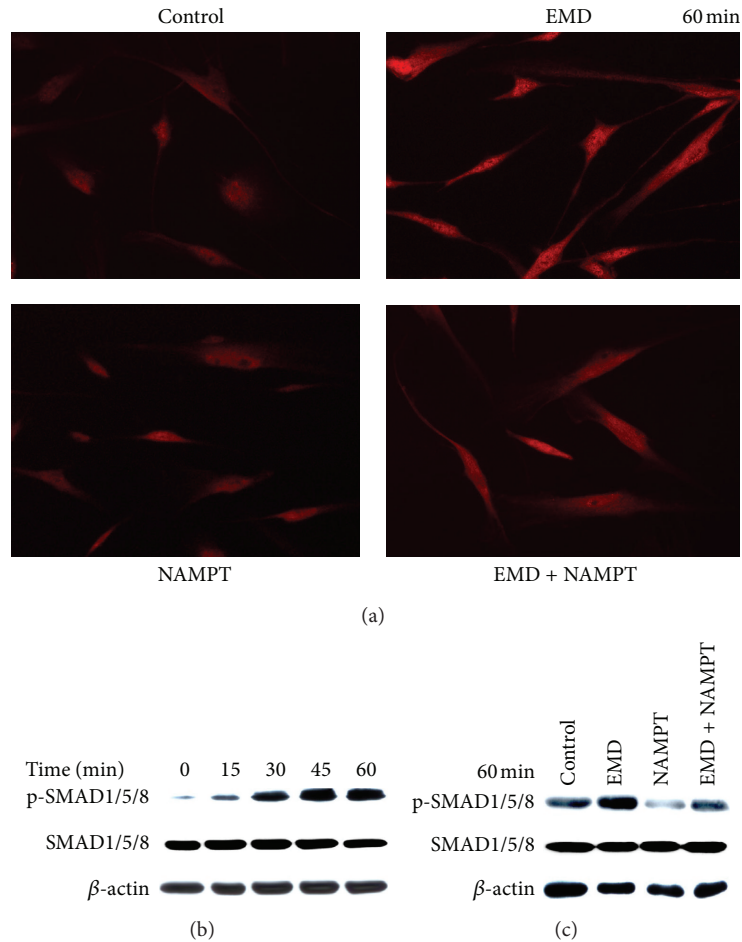 Control
EMD 60 min
NAMPT
EMD + NAMPT
(a)
Time (min) 0 15 30 45 60
p-SMAD1/5/8
SMAD1/5/8
β-actin
(b)
60 min Control EMD NAMPT EMD + NAMPT
p-SMAD1/5/8
SMAD1/5/8
β-actin
(c)